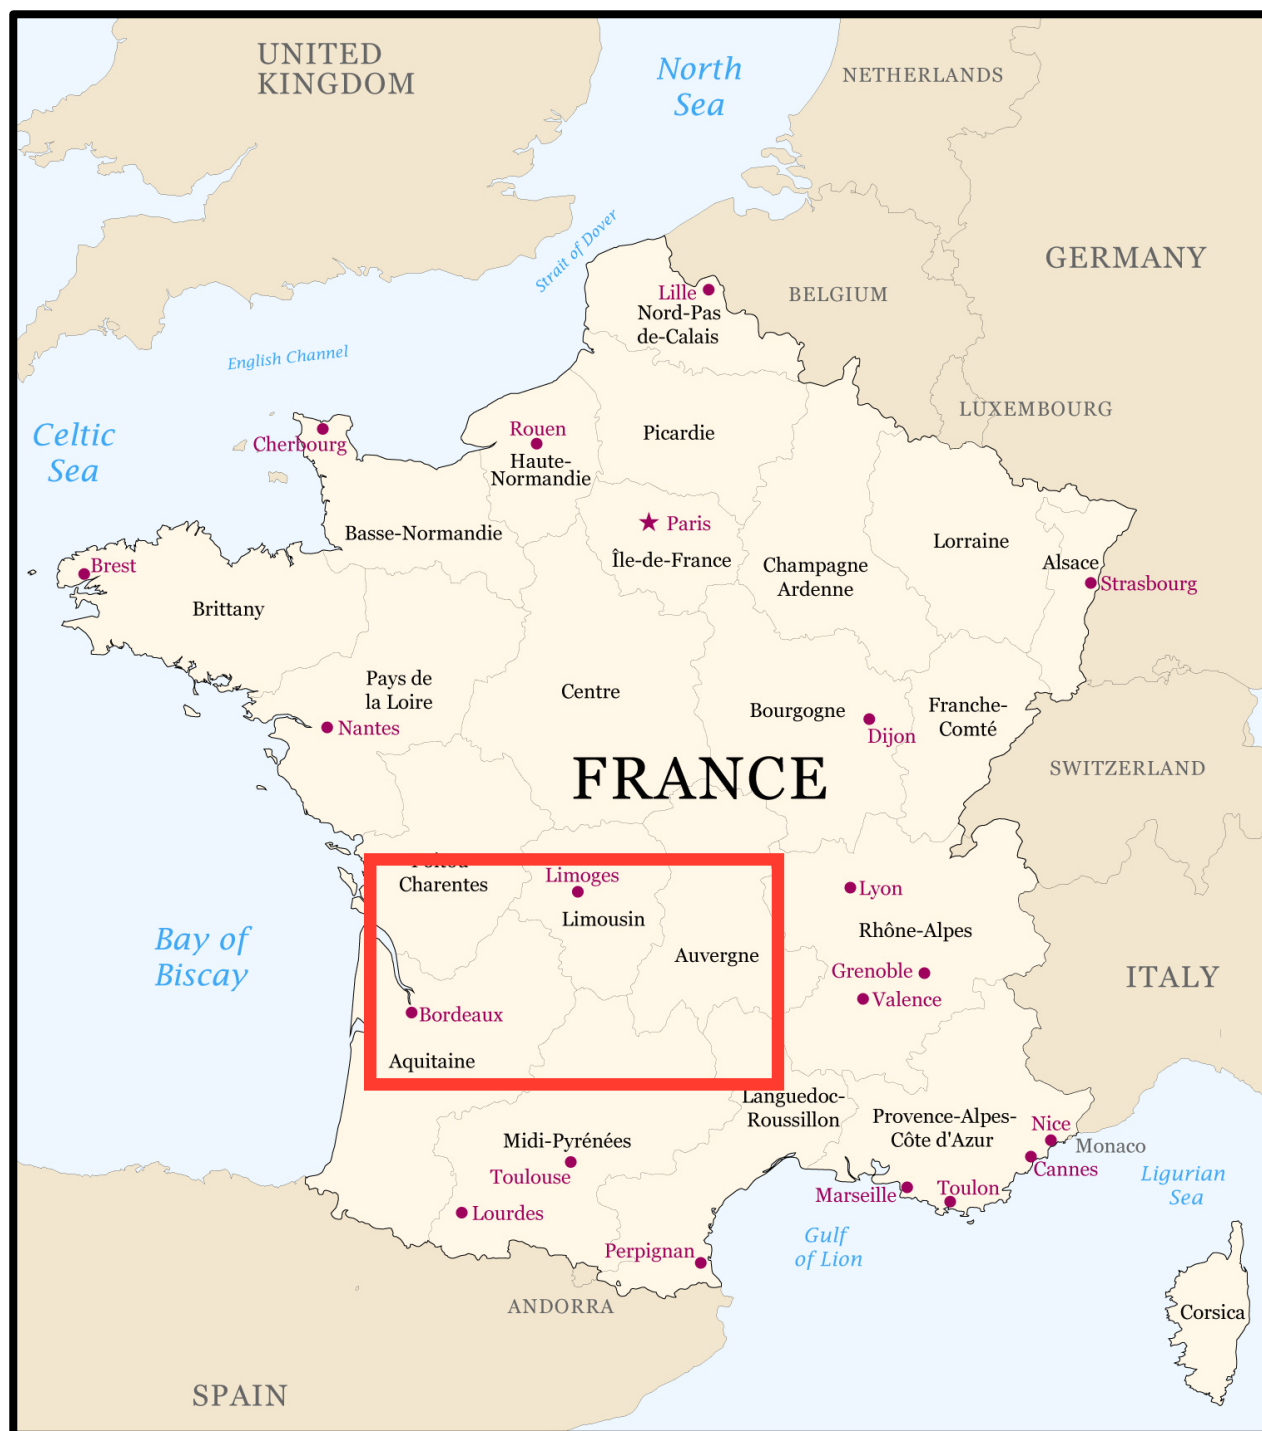 UNITED
KINGDOM
North
Sea
NETHERLANDS
Strait of Dover
GERMANY
Lille
BELGIUM
Nord-Pas
de-Calais
English Channel
LUXEMBOURG
Celtic
Sea
Cherbourg
Rouen
Haute-
Normandie
Picardie
Basse-Normandie
Paris
Île-de-France
Champagne
Ardenne
Lorraine
Alsace
Strasbourg
Brest
Brittany
Pays de
la Loire
Centre
Bourgogne
Franche-
Comté
Nantes
Dijon
FRANCE
SWITZERLAND
Charentes
Limoges
Limousin
Lyon
Rhône-Alpes
Bay of
Biscay
Auvergne
Grenoble
Valence
ITALY
Bordeaux
Aquitaine
Languedoc-
Roussillon
Provence-Alpes-
Côte d'Azur
Nice
Monaco
Cannes
Midi-Pyrénées
Toulouse
Marseille
Toulon
Ligurian
Sea
Lourdes
Perpignan
Gulf
of Lion
ANDORRA
Corsica
SPAIN